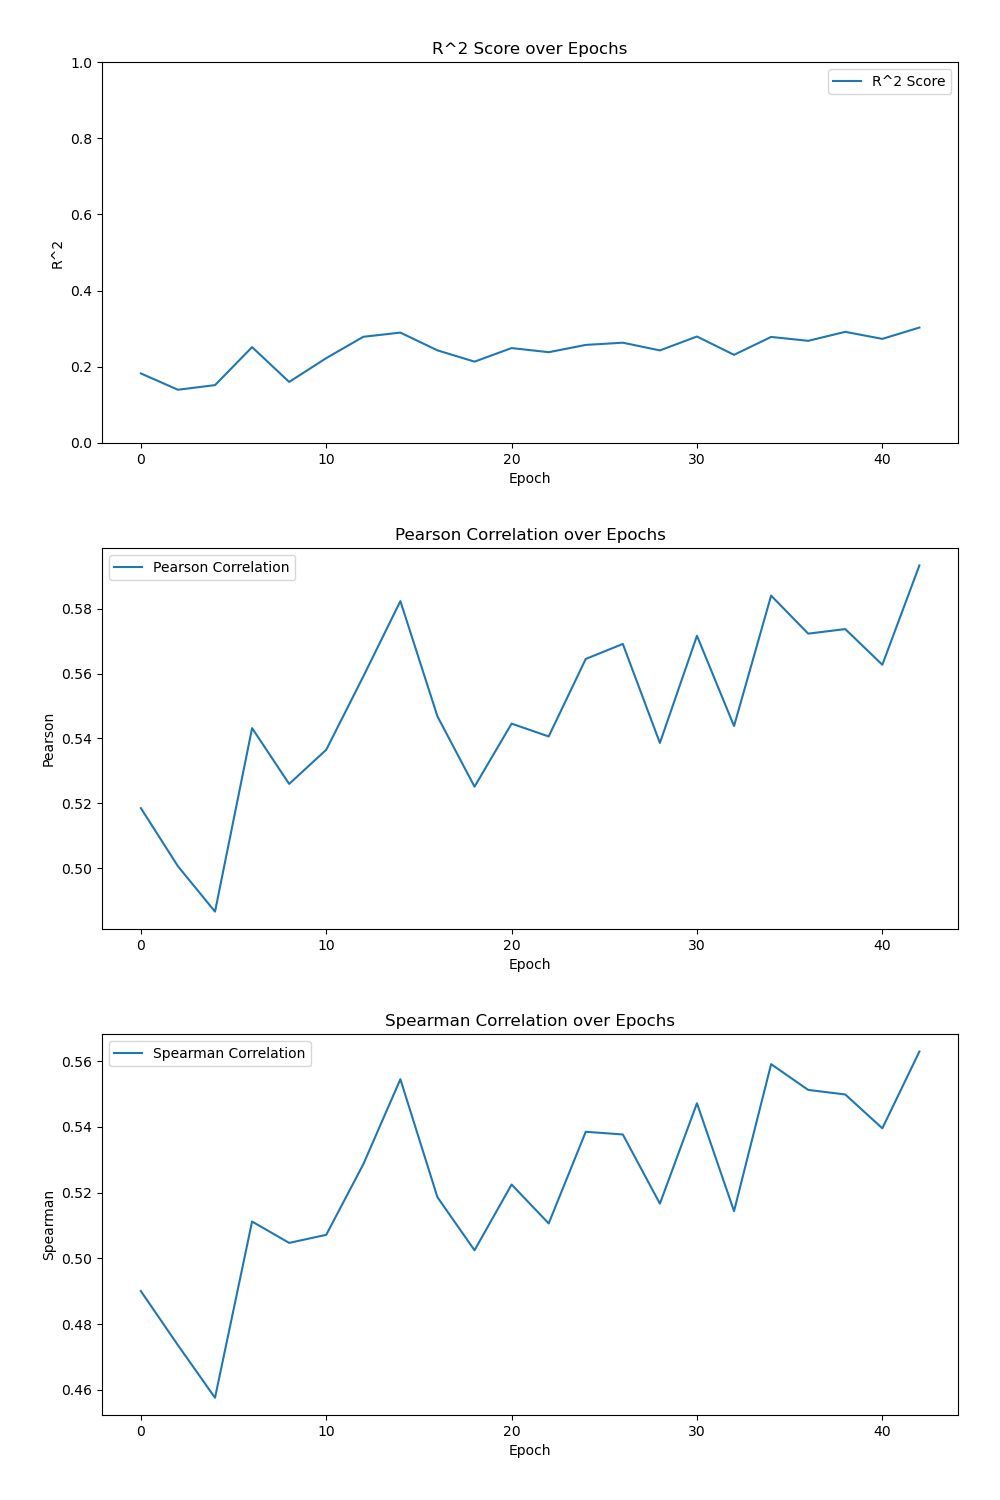 R^2 Score over Epochs
1.0
R^2 Score
0.8
0.6
R^2
0.4
0.2
0.0
0 10 20 30 40
Epoch
Pearson Correlation over Epochs
Pearson Correlation
0.58
0.56
Pearson
0.54
0.52
0.50
0 10 20 30 40
Epoch
Spearman Correlation over Epochs
Spearman Correlation
0.56
0.54
0.52
Spearman
0.50
0.48
0.46
0 10 20 30 40
Epoch